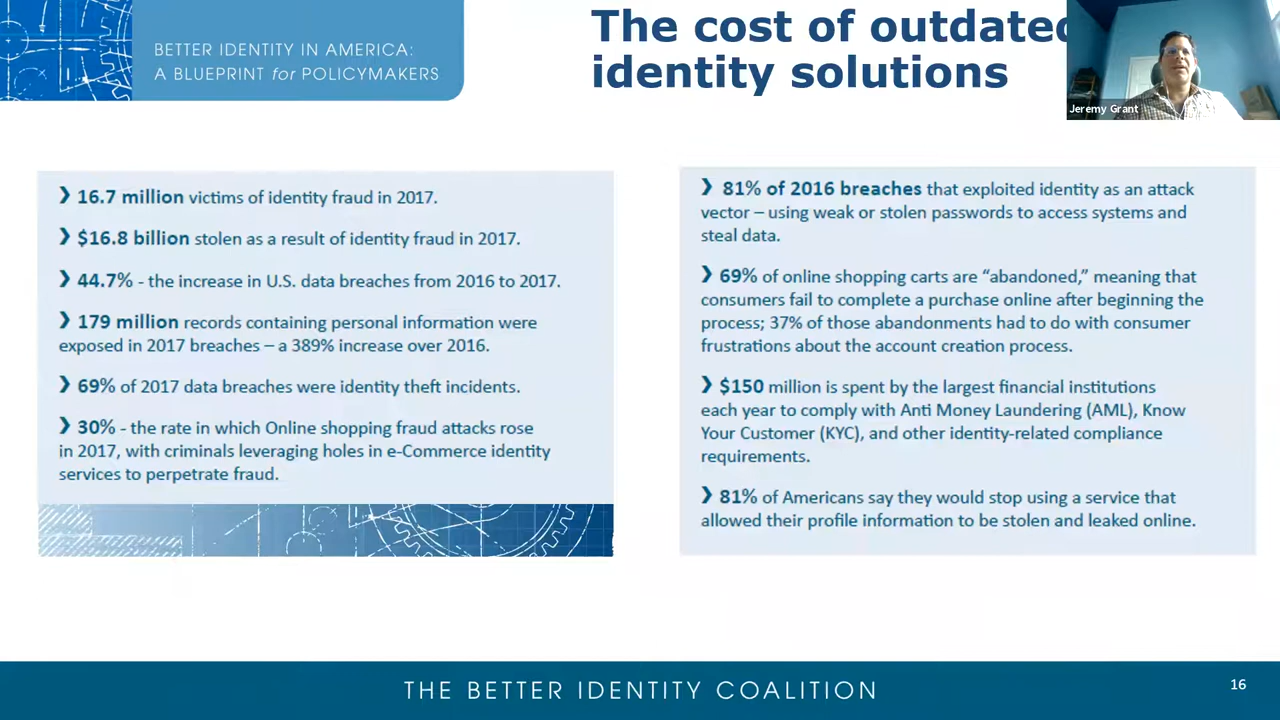 BETTER IDENTITY IN AMERICA:
A BLUEPRINT for POLICYMAKERS
The cost of outdated
identity solutions
Jeremy Grant
❯ 16.7 million victims of identity fraud in 2017.
❯ $16.8 billion stolen as a result of identity fraud in 2017.
❯ 44.7% - the increase in U.S. data breaches from 2016 to 2017.
❯ 179 million records containing personal information were
exposed in 2017 breaches – a 389% increase over 2016.
❯ 69% of 2017 data breaches were identity theft incidents.
❯ 30% - the rate in which Online shopping fraud attacks rose
in 2017, with criminals leveraging holes in e-Commerce identity
services to perpetrate fraud.
❯ 81% of 2016 breaches that exploited identity as an attack
vector – using weak or stolen passwords to access systems and
steal data.
❯ 69% of online shopping carts are “abandoned,” meaning that
consumers fail to complete a purchase online after beginning the
process; 37% of those abandonments had to do with consumer
frustrations about the account creation process.
❯ $150 million is spent by the largest financial institutions
each year to comply with Anti Money Laundering (AML), Know
Your Customer (KYC), and other identity-related compliance
requirements.
❯ 81% of Americans say they would stop using a service that
allowed their profile information to be stolen and leaked online.
THE BETTER IDENTITY COALITION
16